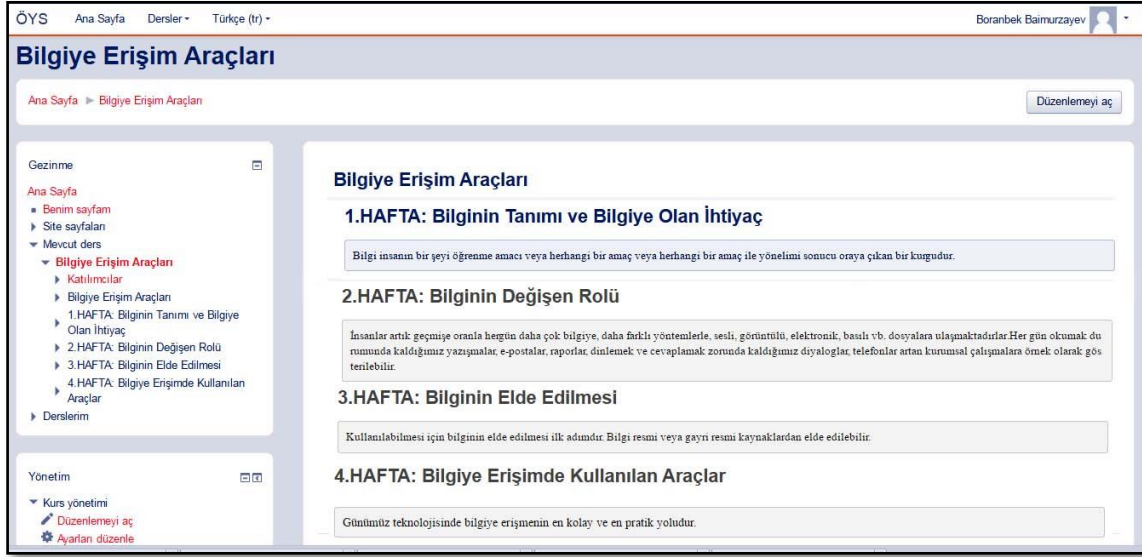 ÖYS Ana Sayfa Dersler Türkçe (tr) Boranbek Baimurzayev
Bilgiye Erişim Araçları
Ana Sayfa Bilgiye Erişim Araçları Düzenlemeyi aç
Gezinme
Ana Sayfa
Benim sayfam
Site sayfaları
Mevcut ders
Bilgiye Erişim Araçları
Katılımcılar
Bilgiye Erişim Araçları
1.HAFTA: Bilginin Tanımı ve Bilgiye
Olan İhtiyaç
2.HAFTA: Bilginin Değişen Rolü
3.HAFTA: Bilginin Elde Edilmesi
4.HAFTA: Bilgiye Erişimde Kullanılan
Araçlar
Derslerim
Yönetim
Kurs yönetimi
Düzenlemeyi aç
Ayarları düzenle
Bilgiye Erişim Araçları
1.HAFTA: Bilginin Tanımı ve Bilgiye Olan İhtiyaç
Bilgi insanın bir şeyi öğrenme amacı veya herhangi bir amaç veya herhangi bir amaç ile yönelimi sonucu oraya çıkan bir kurgudur.
2.HAFTA: Bilginin Değişen Rolü
İnsanlar artık geçmişe oranla hergün daha çok bilgiye, daha farklı yöntemlerle, sesli, görüntülü, elektronik, basılı vb. dosyalara ulaşmaktadırlar.Her gün okumak du
rumunda kaldığımız yazışmalar, e-postalar, raporlar, dinlemek ve cevaplamak zorunda kaldığımız diyaloglar, telefonlar artan kurumsal çalışmalara örnek olarak gös
terilebilir.
3.HAFTA: Bilginin Elde Edilmesi
Kullanılabilmesi için bilginin elde edilmesi ilk adımdır. Bilgi resmi veya gayri resmi kaynaklardan elde edilebilir.
4.HAFTA: Bilgiye Erişimde Kullanılan Araçlar
Günümüz teknolojisinde bilgiye erişmenin en kolay ve en pratik yoludur.